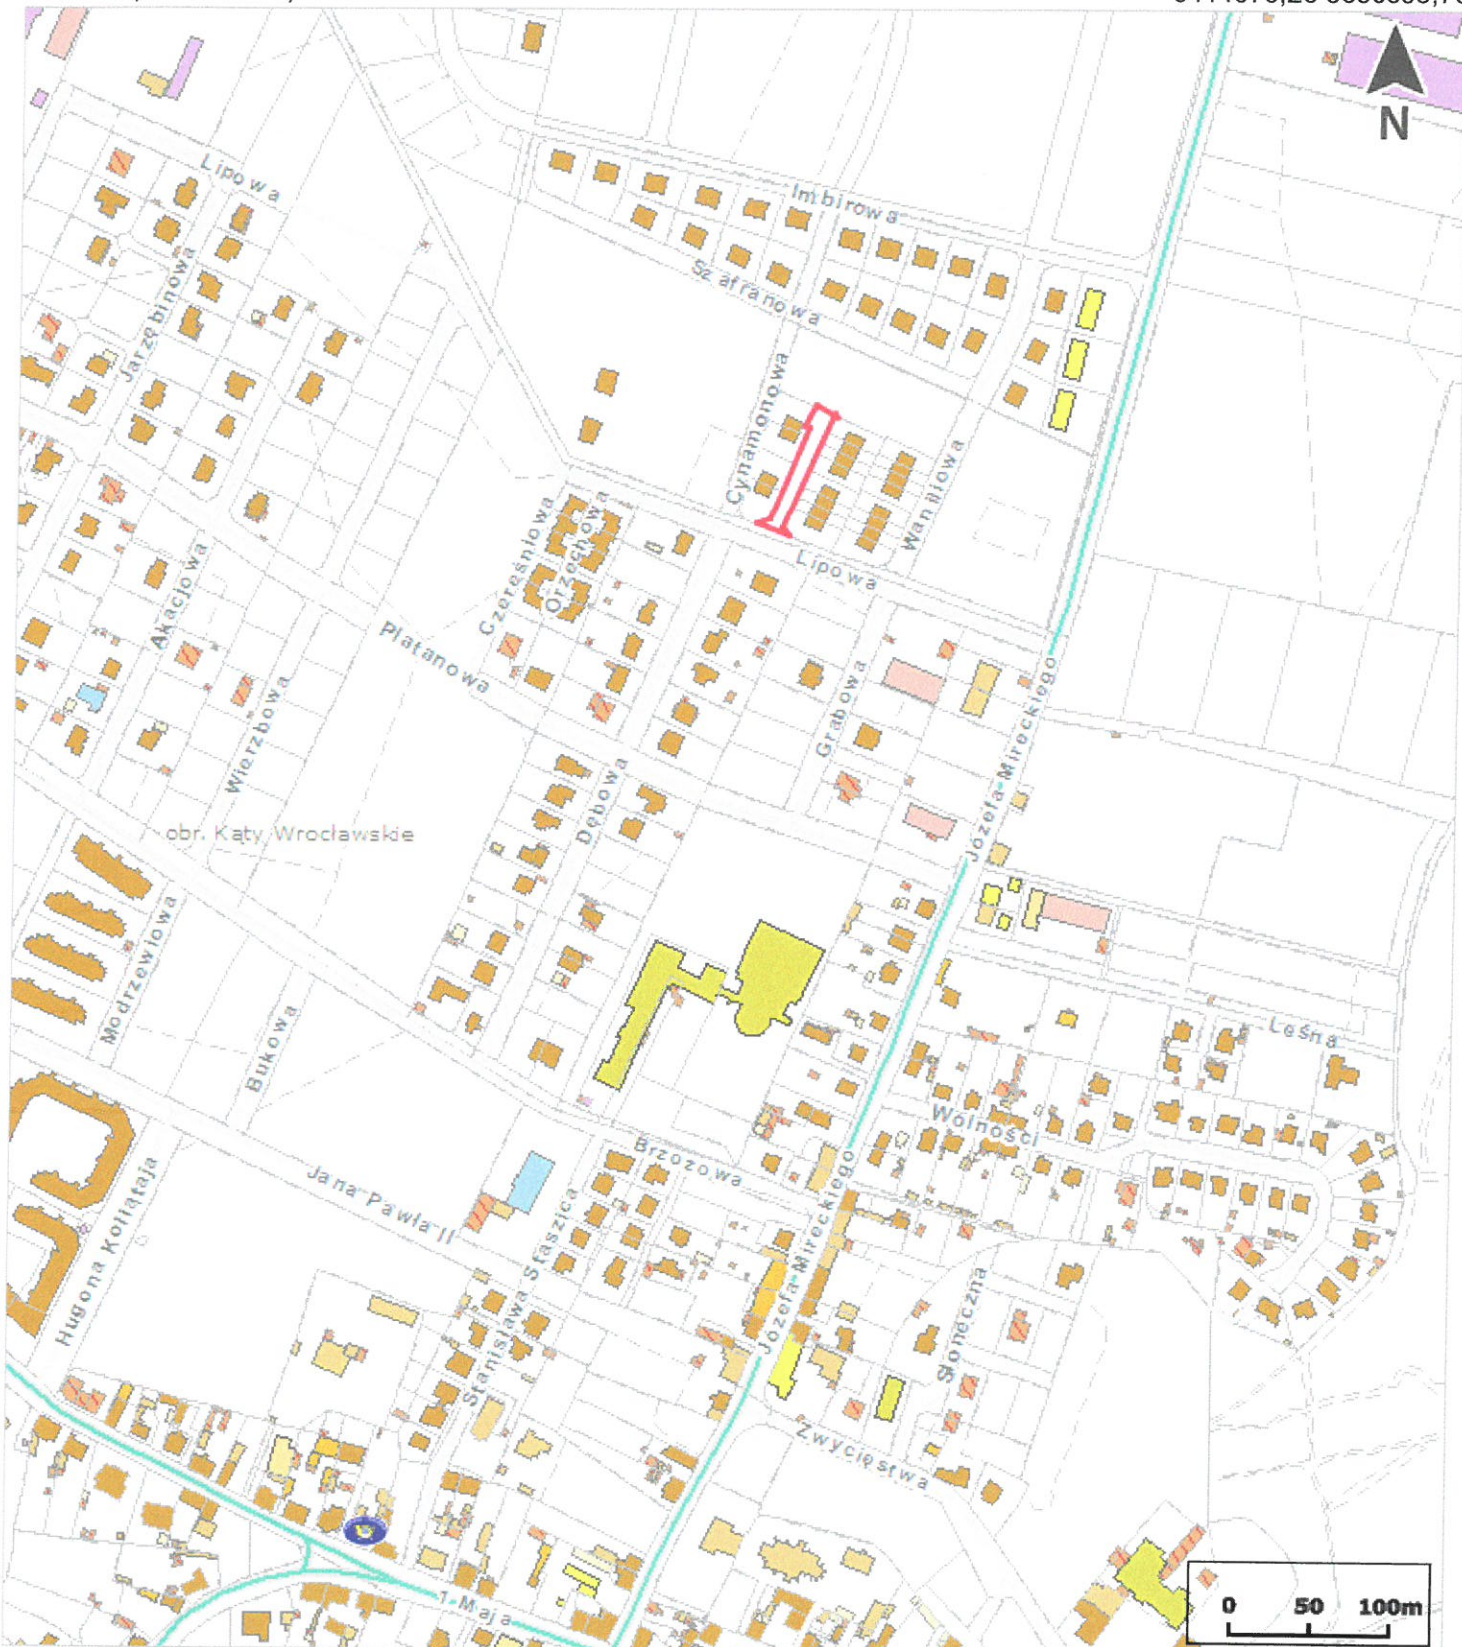 N
Lipowa
Imbirowa
Szafranowa
Jarzębinowa
Cynamonowa
Waniliowa
Czereśniowa
Orzechowa
Lipowa
Akacjowa
Platanowa
Grabowa
Józefa Mireckiego
Wierzbowa
Dębowa
obr. Kąty Wrocławskie
Modrzewiowa
Bukowa
Leśna
Wolności
Brzozowa
Jana Pawła II
Hugona Kołłątaja
Stanisława Staszica
Józefa Mireckiego
Słoneczna
Zwycięstwa
1 Maja
0 50 100m